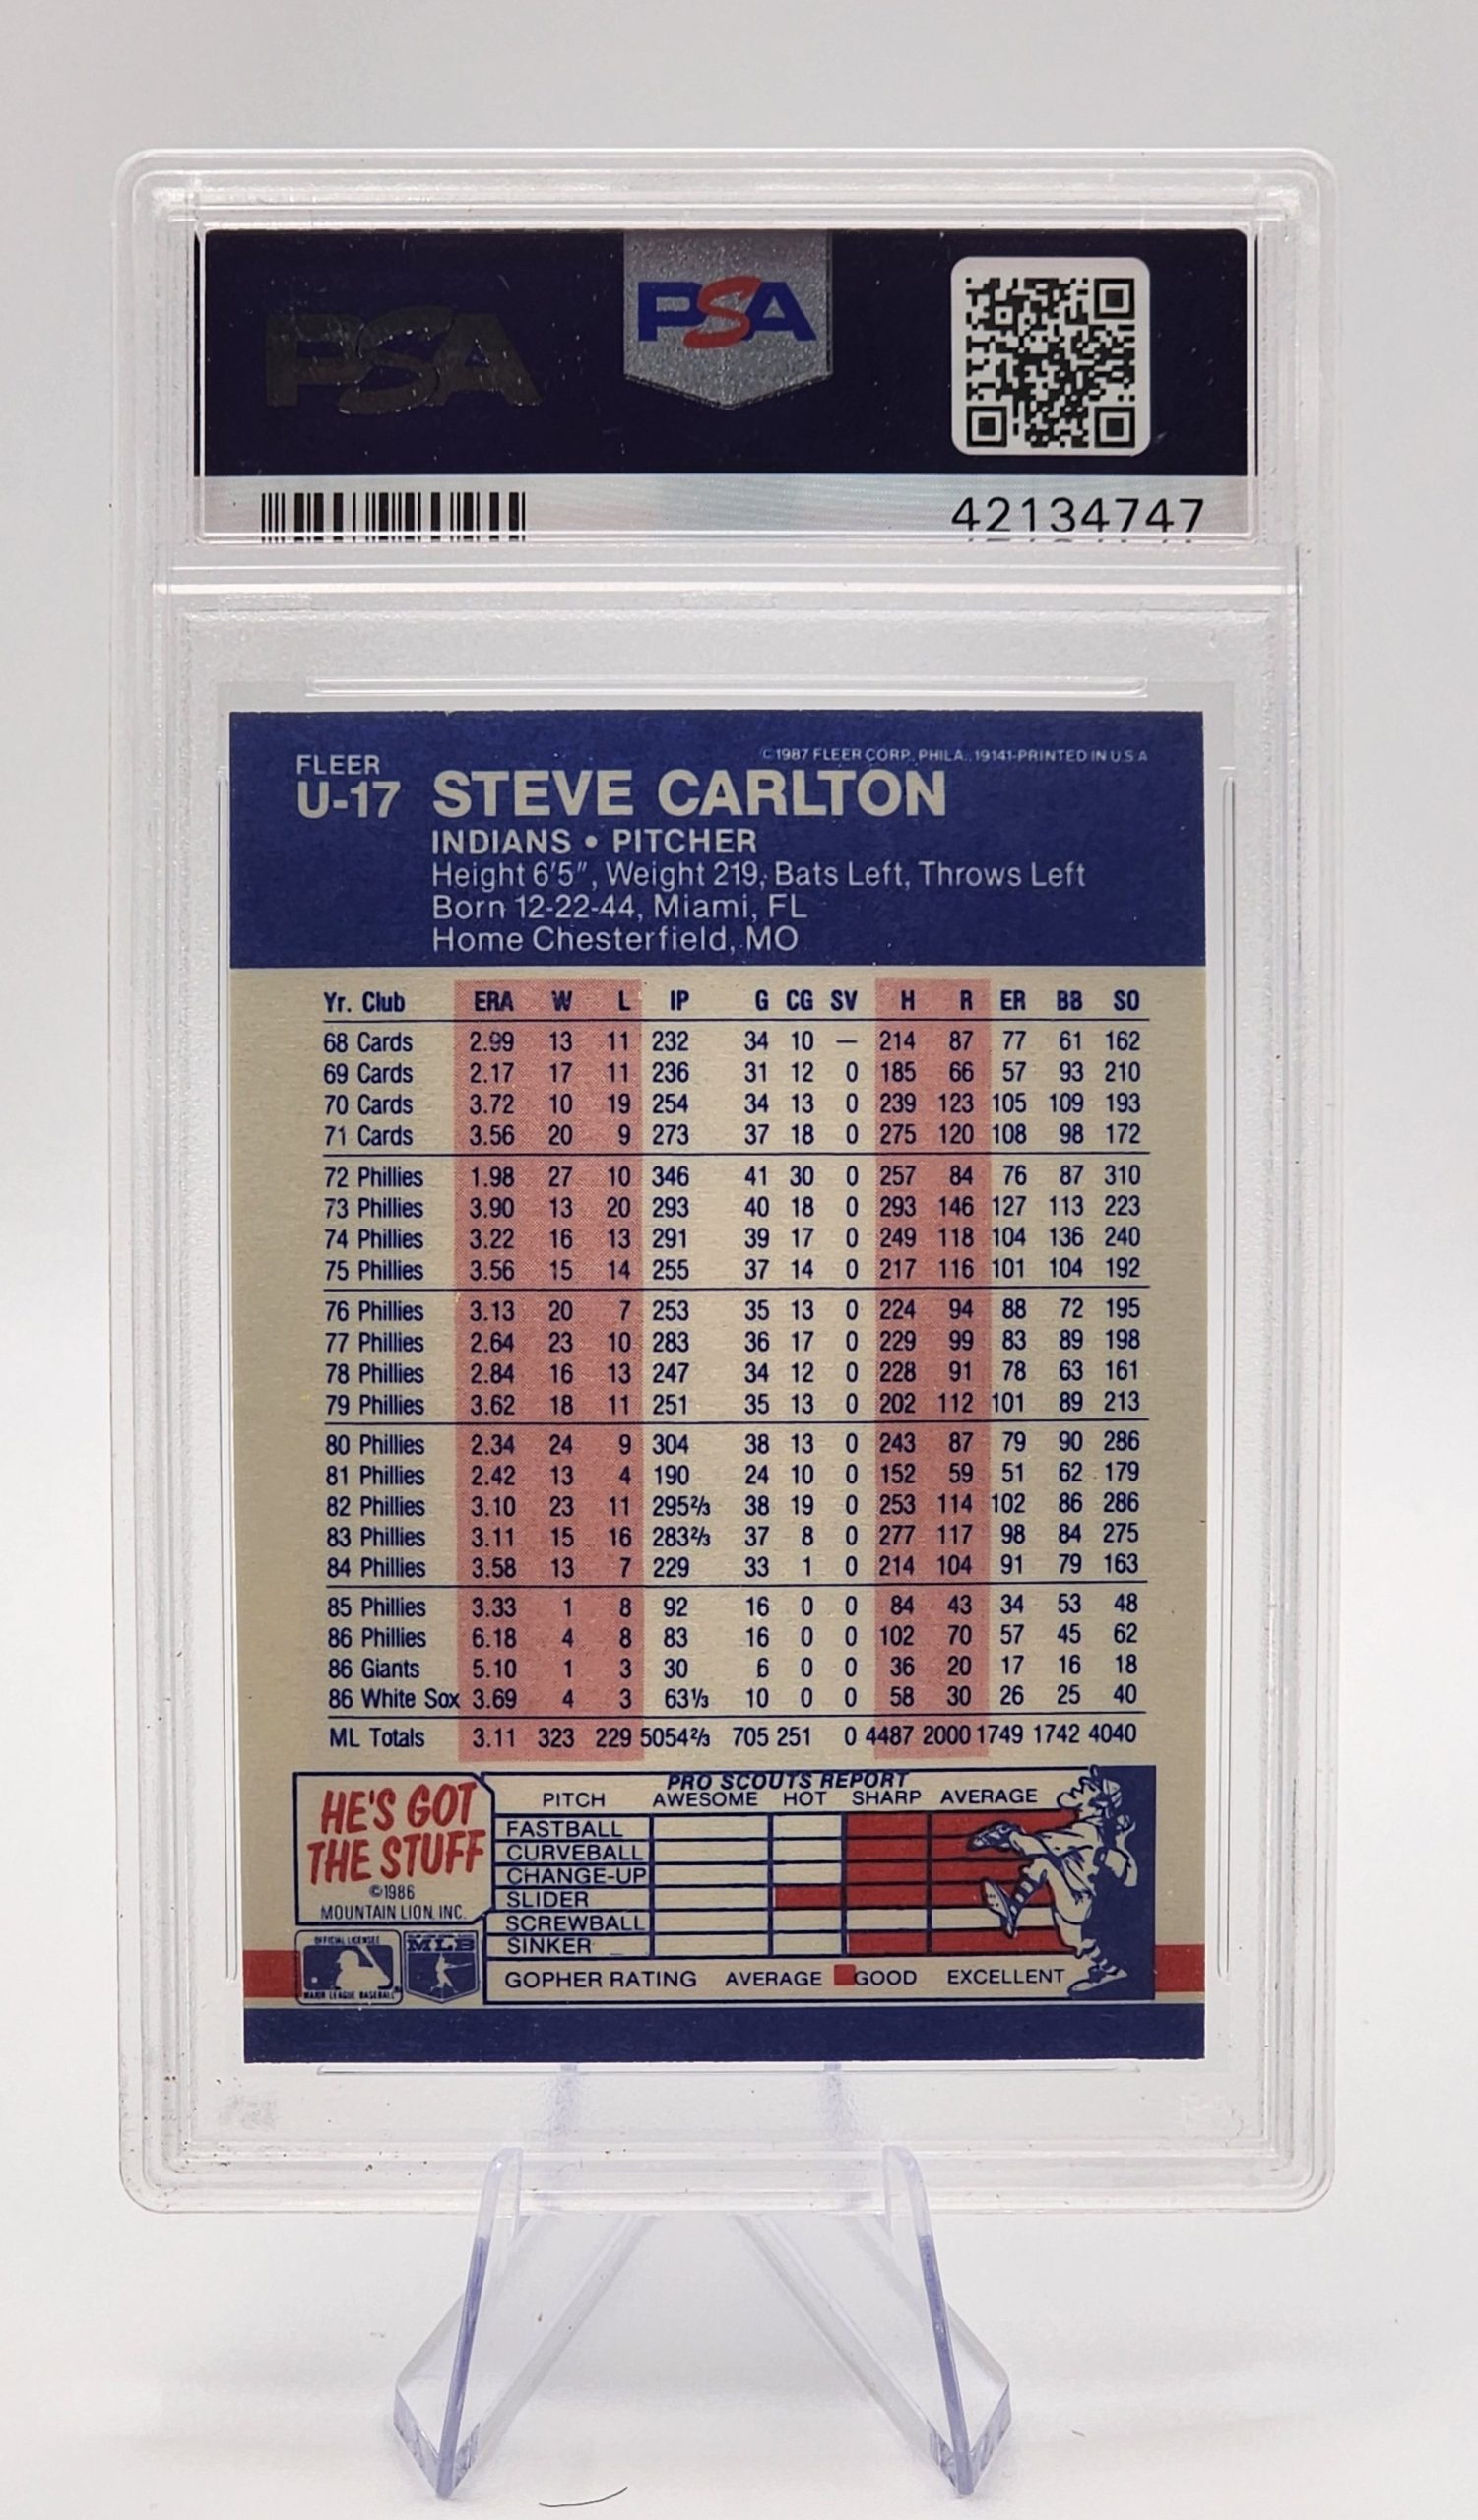 PSA
PSA
42134747
FLEER
©1987 FLEER CORP., PHILA., 19141-PRINTED IN U S A
U-17 STEVE CARLTON
INDIANS • PITCHER
Height 6'5", Weight 219, Bats Left, Throws Left
Born 12-22-44, Miami, FL
Home Chesterfield, MO
Yr. Club ERA W L IP G CG SV H R ER BB SO
68 Cards 2.99 13 11 232 34 10 — 214 87 77 61 162
69 Cards 2.17 17 11 236 31 12 0 185 66 57 93 210
70 Cards 3.72 10 19 254 34 13 0 239 123 105 109 193
71 Cards 3.56 20 9 273 37 18 0 275 120 108 98 172
72 Phillies 1.98 27 10 346 41 30 0 257 84 76 87 310
73 Phillies 3.90 13 20 293 40 18 0 293 146 127 113 223
74 Phillies 3.22 16 13 291 39 17 0 249 118 104 136 240
75 Phillies 3.56 15 14 255 37 14 0 217 116 101 104 192
76 Phillies 3.13 20 7 253 35 13 0 224 94 88 72 195
77 Phillies 2.64 23 10 283 36 17 0 229 99 83 89 198
78 Phillies 2.84 16 13 247 34 12 0 228 91 78 63 161
79 Phillies 3.62 18 11 251 35 13 0 202 112 101 89 213
80 Phillies 2.34 24 9 304 38 13 0 243 87 79 90 286
81 Phillies 2.42 13 4 190 24 10 0 152 59 51 62 179
82 Phillies 3.10 23 11 295⅔ 38 19 0 253 114 102 86 286
83 Phillies 3.11 15 16 283⅔ 37 8 0 277 117 98 84 275
84 Phillies 3.58 13 7 229 33 1 0 214 104 91 79 163
85 Phillies 3.33 1 8 92 16 0 0 84 43 34 53 48
86 Phillies 6.18 4 8 83 16 0 0 102 70 57 45 62
86 Giants 5.10 1 3 30 6 0 0 36 20 17 16 18
86 White Sox 3.69 4 3 63⅓ 10 0 0 58 30 26 25 40
ML Totals 3.11 323 229 5054⅔ 705 251 0 4487 2000 1749 1742 4040
HE'S GOT
THE STUFF
©1986
MOUNTAIN LION, INC.
PRO SCOUTS REPORT
PITCH AWESOME HOT SHARP AVERAGE
FASTBALL
CURVEBALL
CHANGE-UP
SLIDER
SCREWBALL
SINKER
GOPHER RATING AVERAGE GOOD EXCELLENT
OFFICIAL LICENSEE
MAJOR LEAGUE BASEBALL
MLB